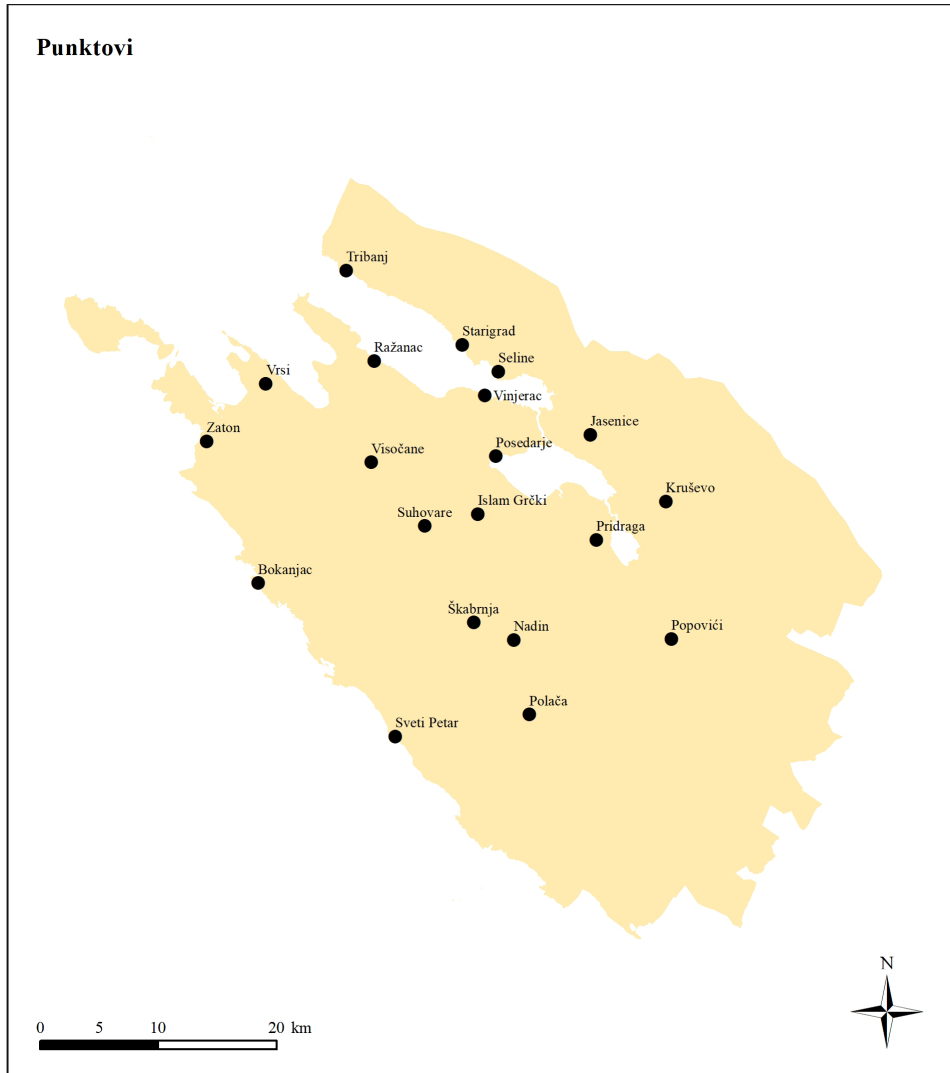 Punktovi
Tribanj
Starigrad
Ražanac
Seline
Vrsi
Vinjerac
Jasenice
Zaton
Posedarje
Visočane
Kruševo
Islam Grčki
Suhovare
Pridraga
Bokanjac
Škabrnja
Nadin
Popovići
Polača
Sveti Petar
N
0 5 10 20 km